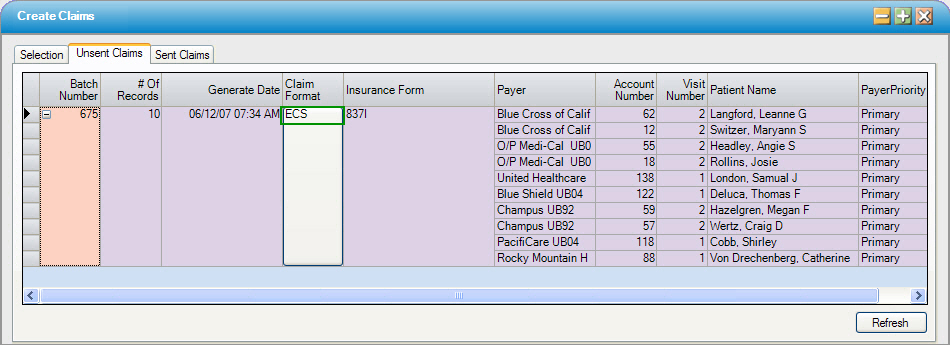 Create Claims
Selection Unsent Claims Sent Claims
Batch Number # Of Records Generate Date Claim Format Insurance Form Payer Account Number Visit Number Patient Name PayerPriority
675 10 06/12/07 07:34 AM ECS 837I Blue Cross of Calif 62 2 Langford, Leanne G Primary
Blue Cross of Calif 12 2 Switzer, Maryann S Primary
O/P Medi-Cal UB0 55 2 Headley, Angie S Primary
O/P Medi-Cal UB0 18 2 Rollins, Josie Primary
United Healthcare 138 1 London, Samuel J Primary
Blue Shield UB04 122 1 Deluca, Thomas F Primary
Champus UB92 59 2 Hazelgren, Megan F Primary
Champus UB92 57 2 Wertz, Craig D Primary
PacifiCare UB04 118 1 Cobb, Shirley Primary
Rocky Mountain H 88 1 Von Drechenberg, Catherine Primary
Refresh